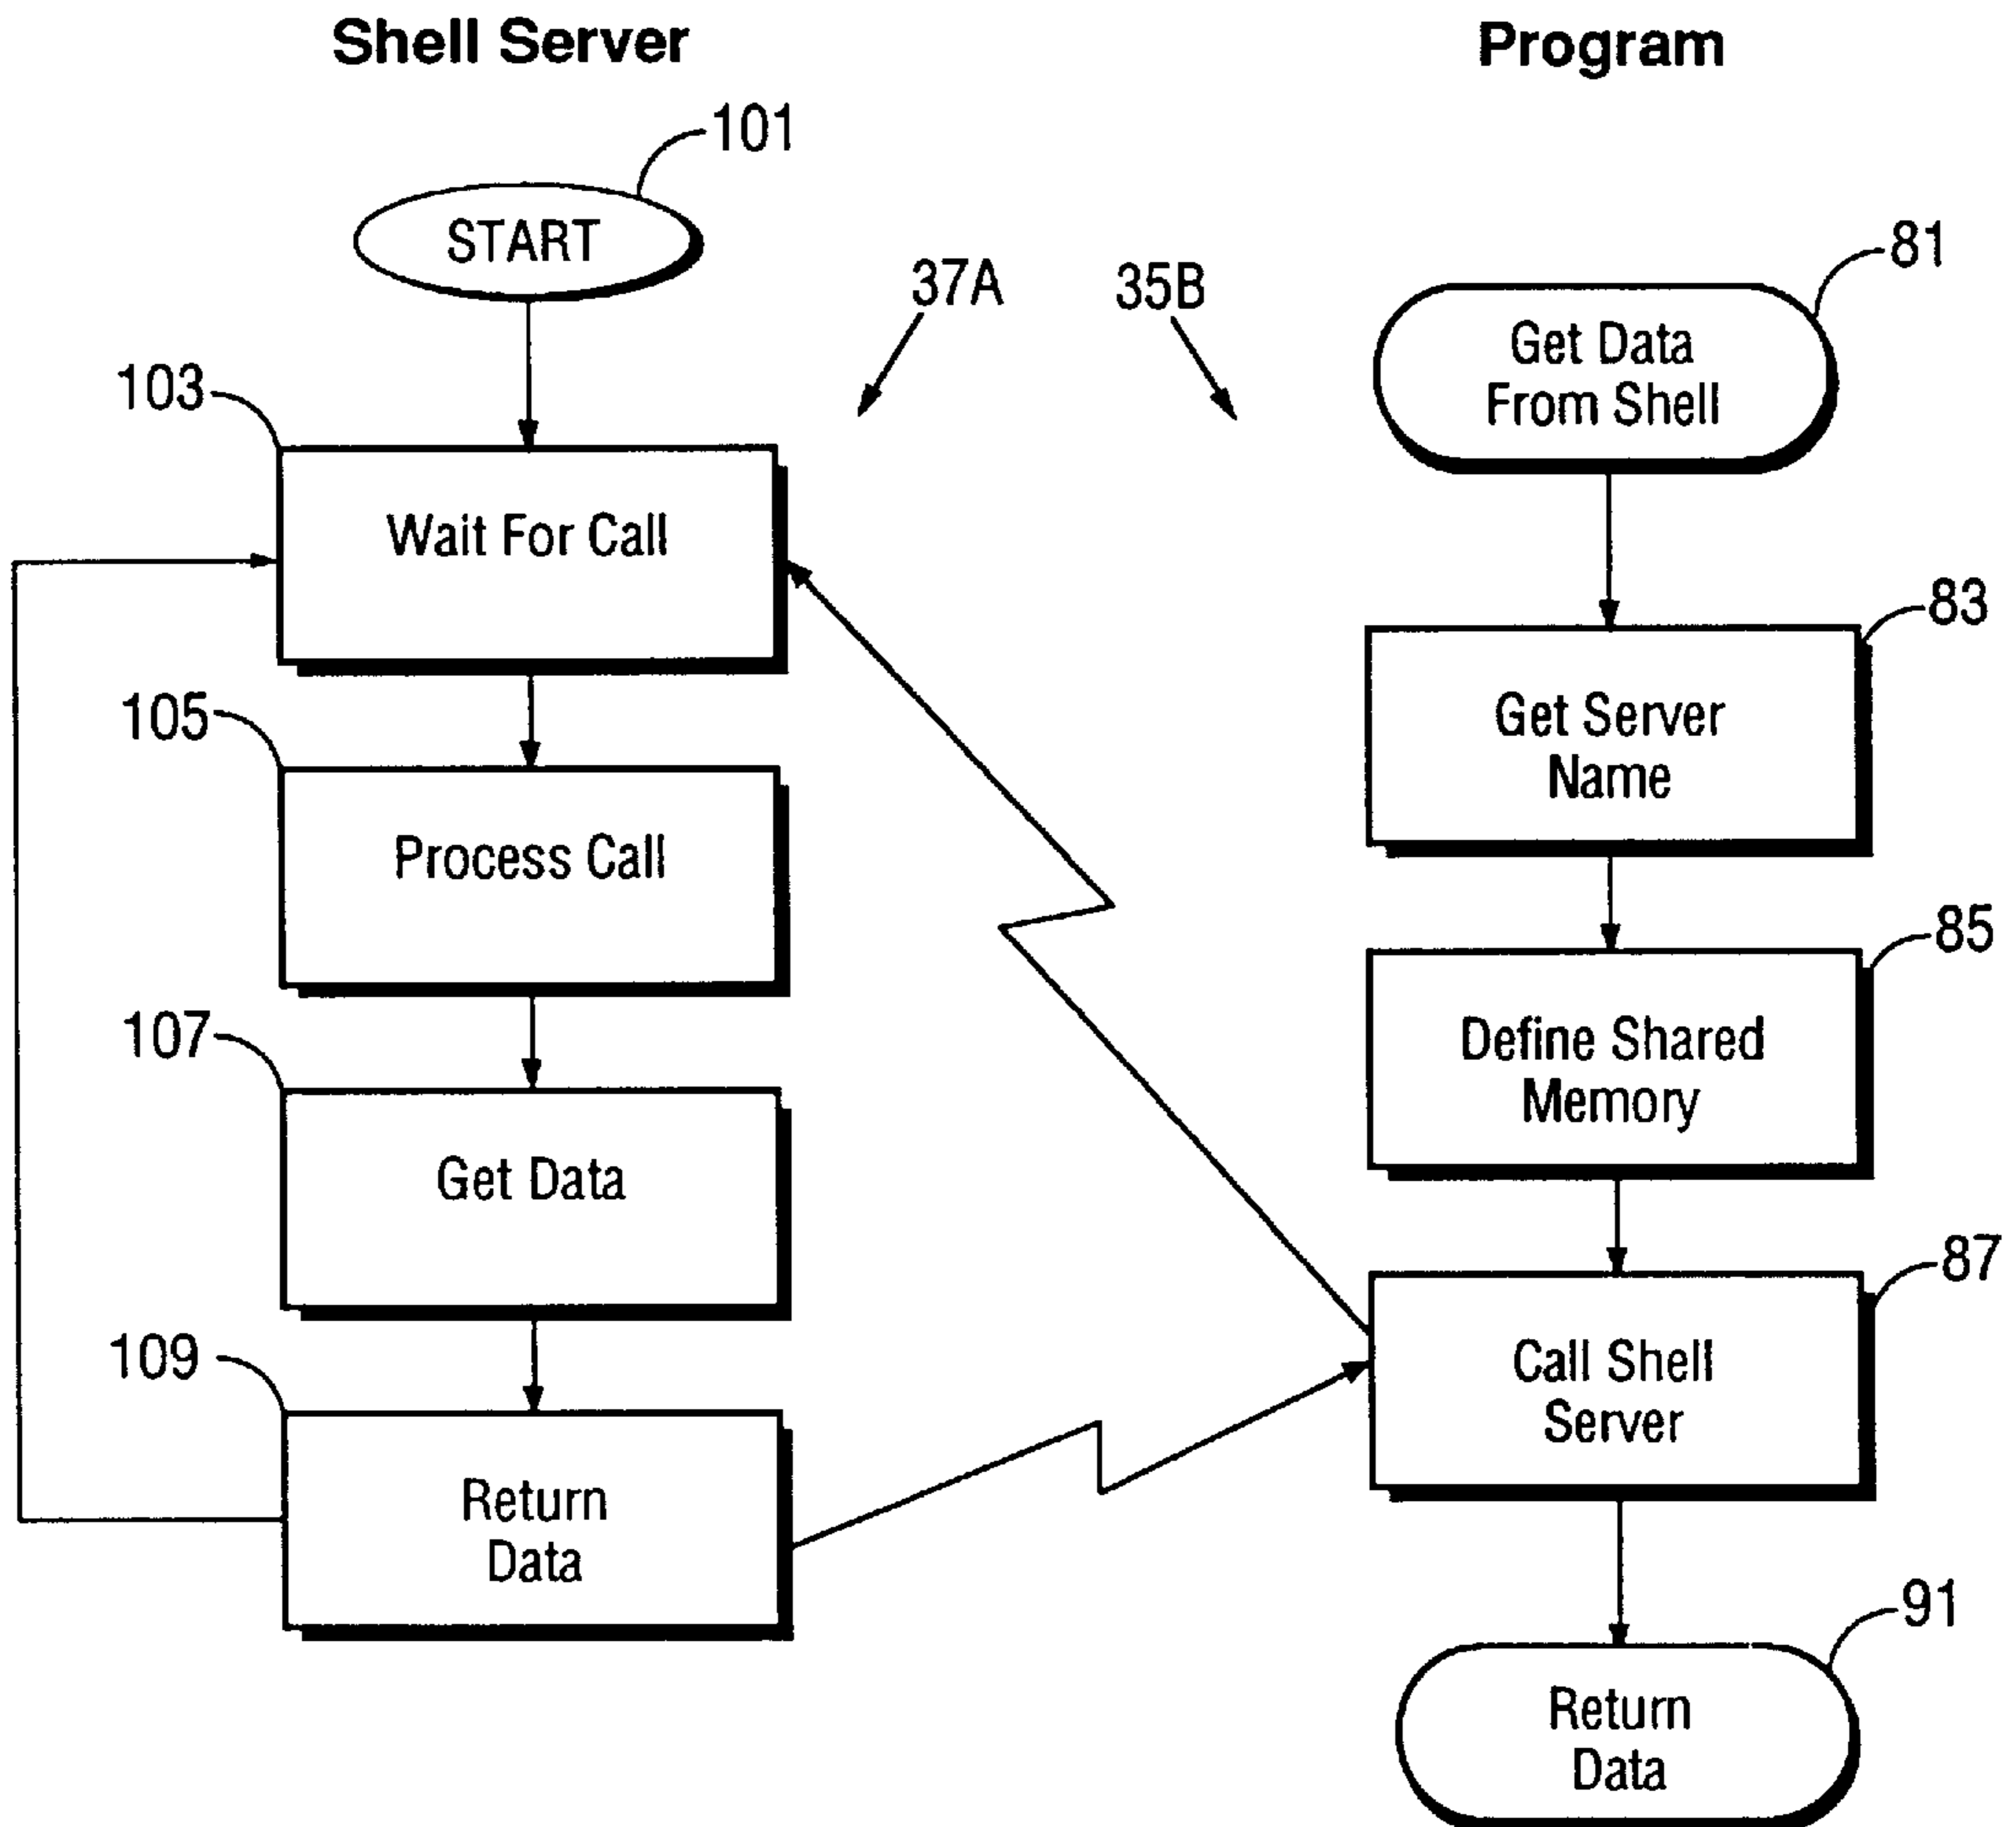 Shell Server
Program
101
START
37A
35B
81
Get Data
From Shell
103
Wait For Call
83
Get Server
Name
105
Process Call
85
Define Shared
Memory
107
Get Data
87
Call Shell
Server
109
Return
Data
91
Return
Data